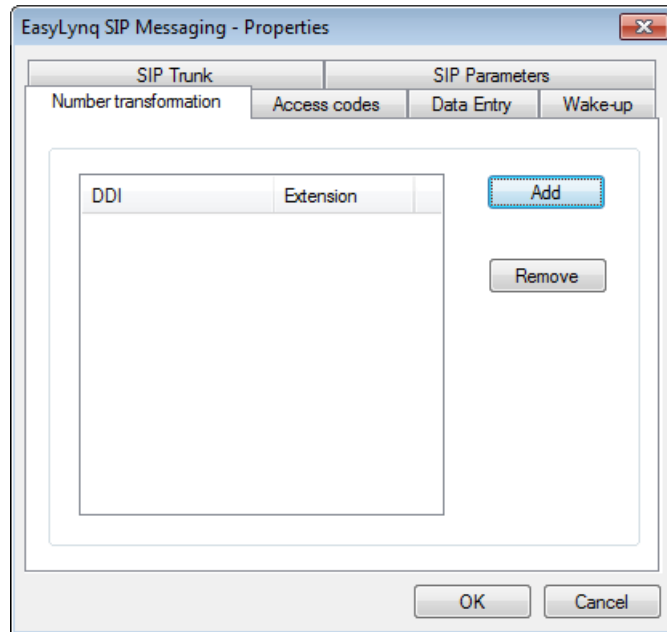 EasyLynq SIP Messaging - Properties
SIP Trunk SIP Parameters
Number transformation Access codes Data Entry Wake-up
DDI Extension
Add
Remove
OK Cancel